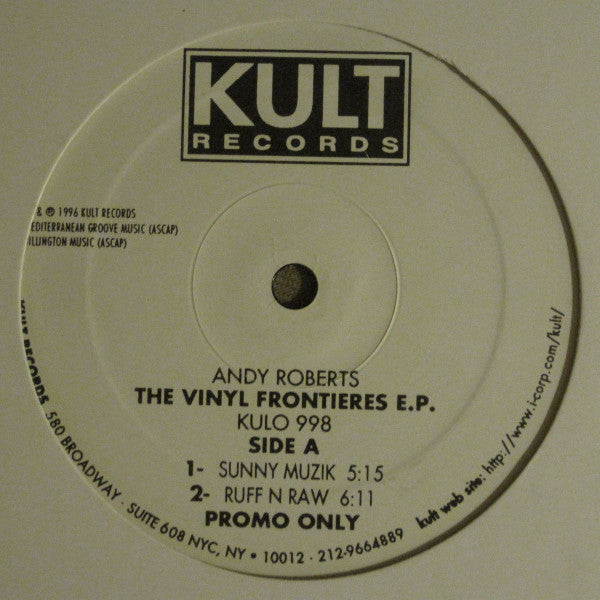 KULT
RECORDS
& ℗ 1996 KULT RECORDS
EDITERRANEAN GROOVE MUSIC (ASCAP)
ILLINGTON MUSIC (ASCAP)
ANDY ROBERTS
THE VINYL FRONTIERES E.P.
KULO 998
SIDE A
1- SUNNY MUZIK 5:15
2- RUFF N RAW 6:11
PROMO ONLY
KULT RECORDS 580 BROADWAY · SUITE 608 NYC, NY • 10012 · 212-9664889
kult web site: http://www.i-corp.com/kult/